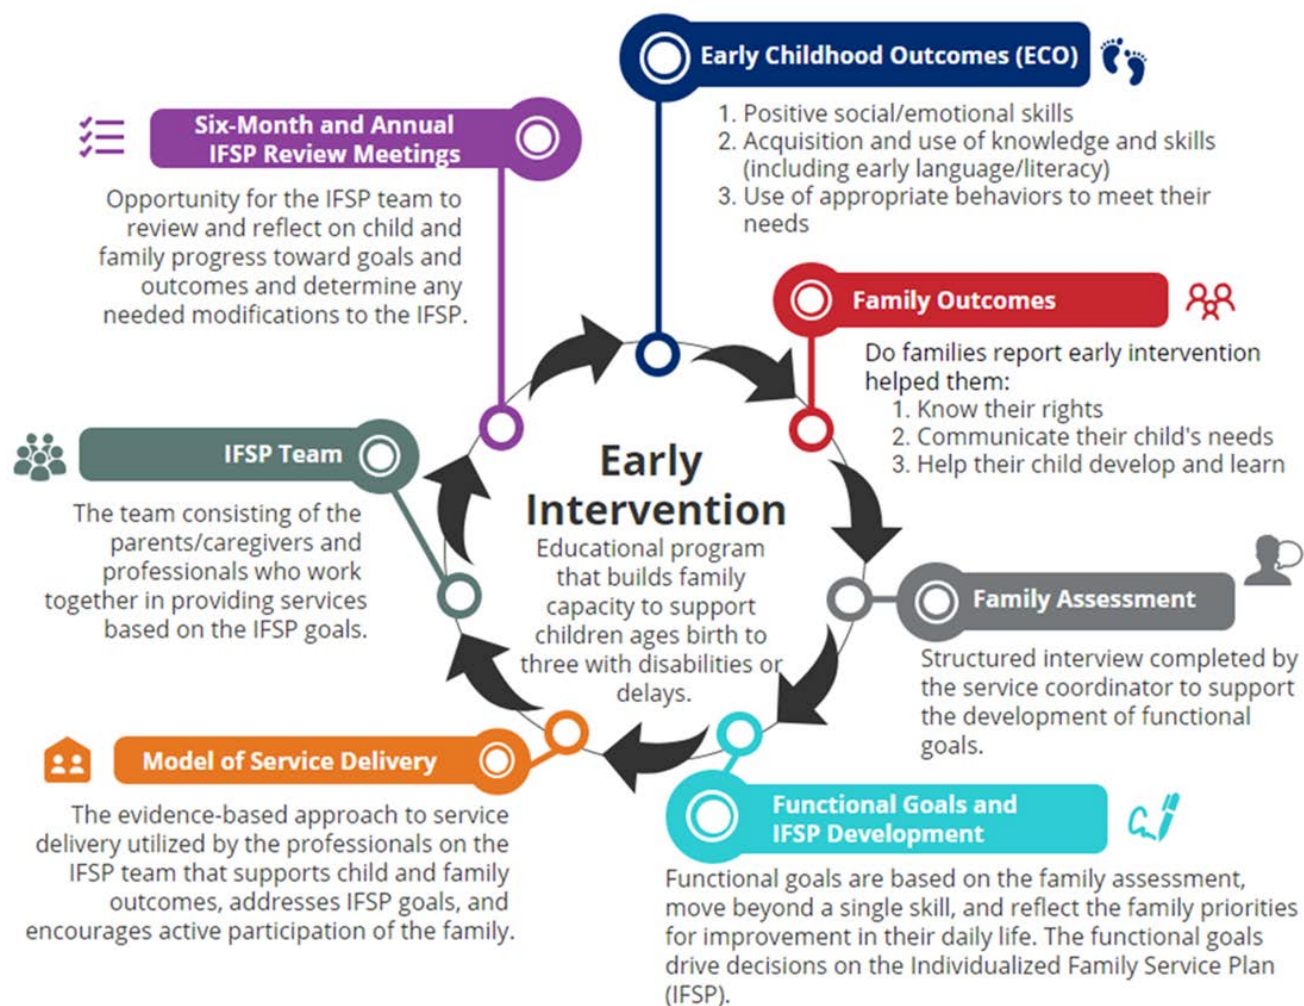 Early Childhood Outcomes (ECO)
1. Positive social/emotional skills
2. Acquisition and use of knowledge and skills
(including early language/literacy)
3. Use of appropriate behaviors to meet their
needs
Family Outcomes
Do families report early intervention
helped them:
1. Know their rights
2. Communicate their child's needs
3. Help their child develop and learn
Family Assessment
Structured interview completed by
the service coordinator to support
the development of functional
goals.
Functional Goals and
IFSP Development
Functional goals are based on the family assessment,
move beyond a single skill, and reflect the family priorities
for improvement in their daily life. The functional goals
drive decisions on the Individualized Family Service Plan
(IFSP).
Model of Service Delivery
The evidence-based approach to service
delivery utilized by the professionals on the
IFSP team that supports child and family
outcomes, addresses IFSP goals, and
encourages active participation of the family.
IFSP Team
The team consisting of the
parents/caregivers and
professionals who work
together in providing services
based on the IFSP goals.
Six-Month and Annual
IFSP Review Meetings
Opportunity for the IFSP team to
review and reflect on child and
family progress toward goals and
outcomes and determine any
needed modifications to the IFSP.
Early
Intervention
Educational program
that builds family
capacity to support
children ages birth to
three with disabilities or
delays.